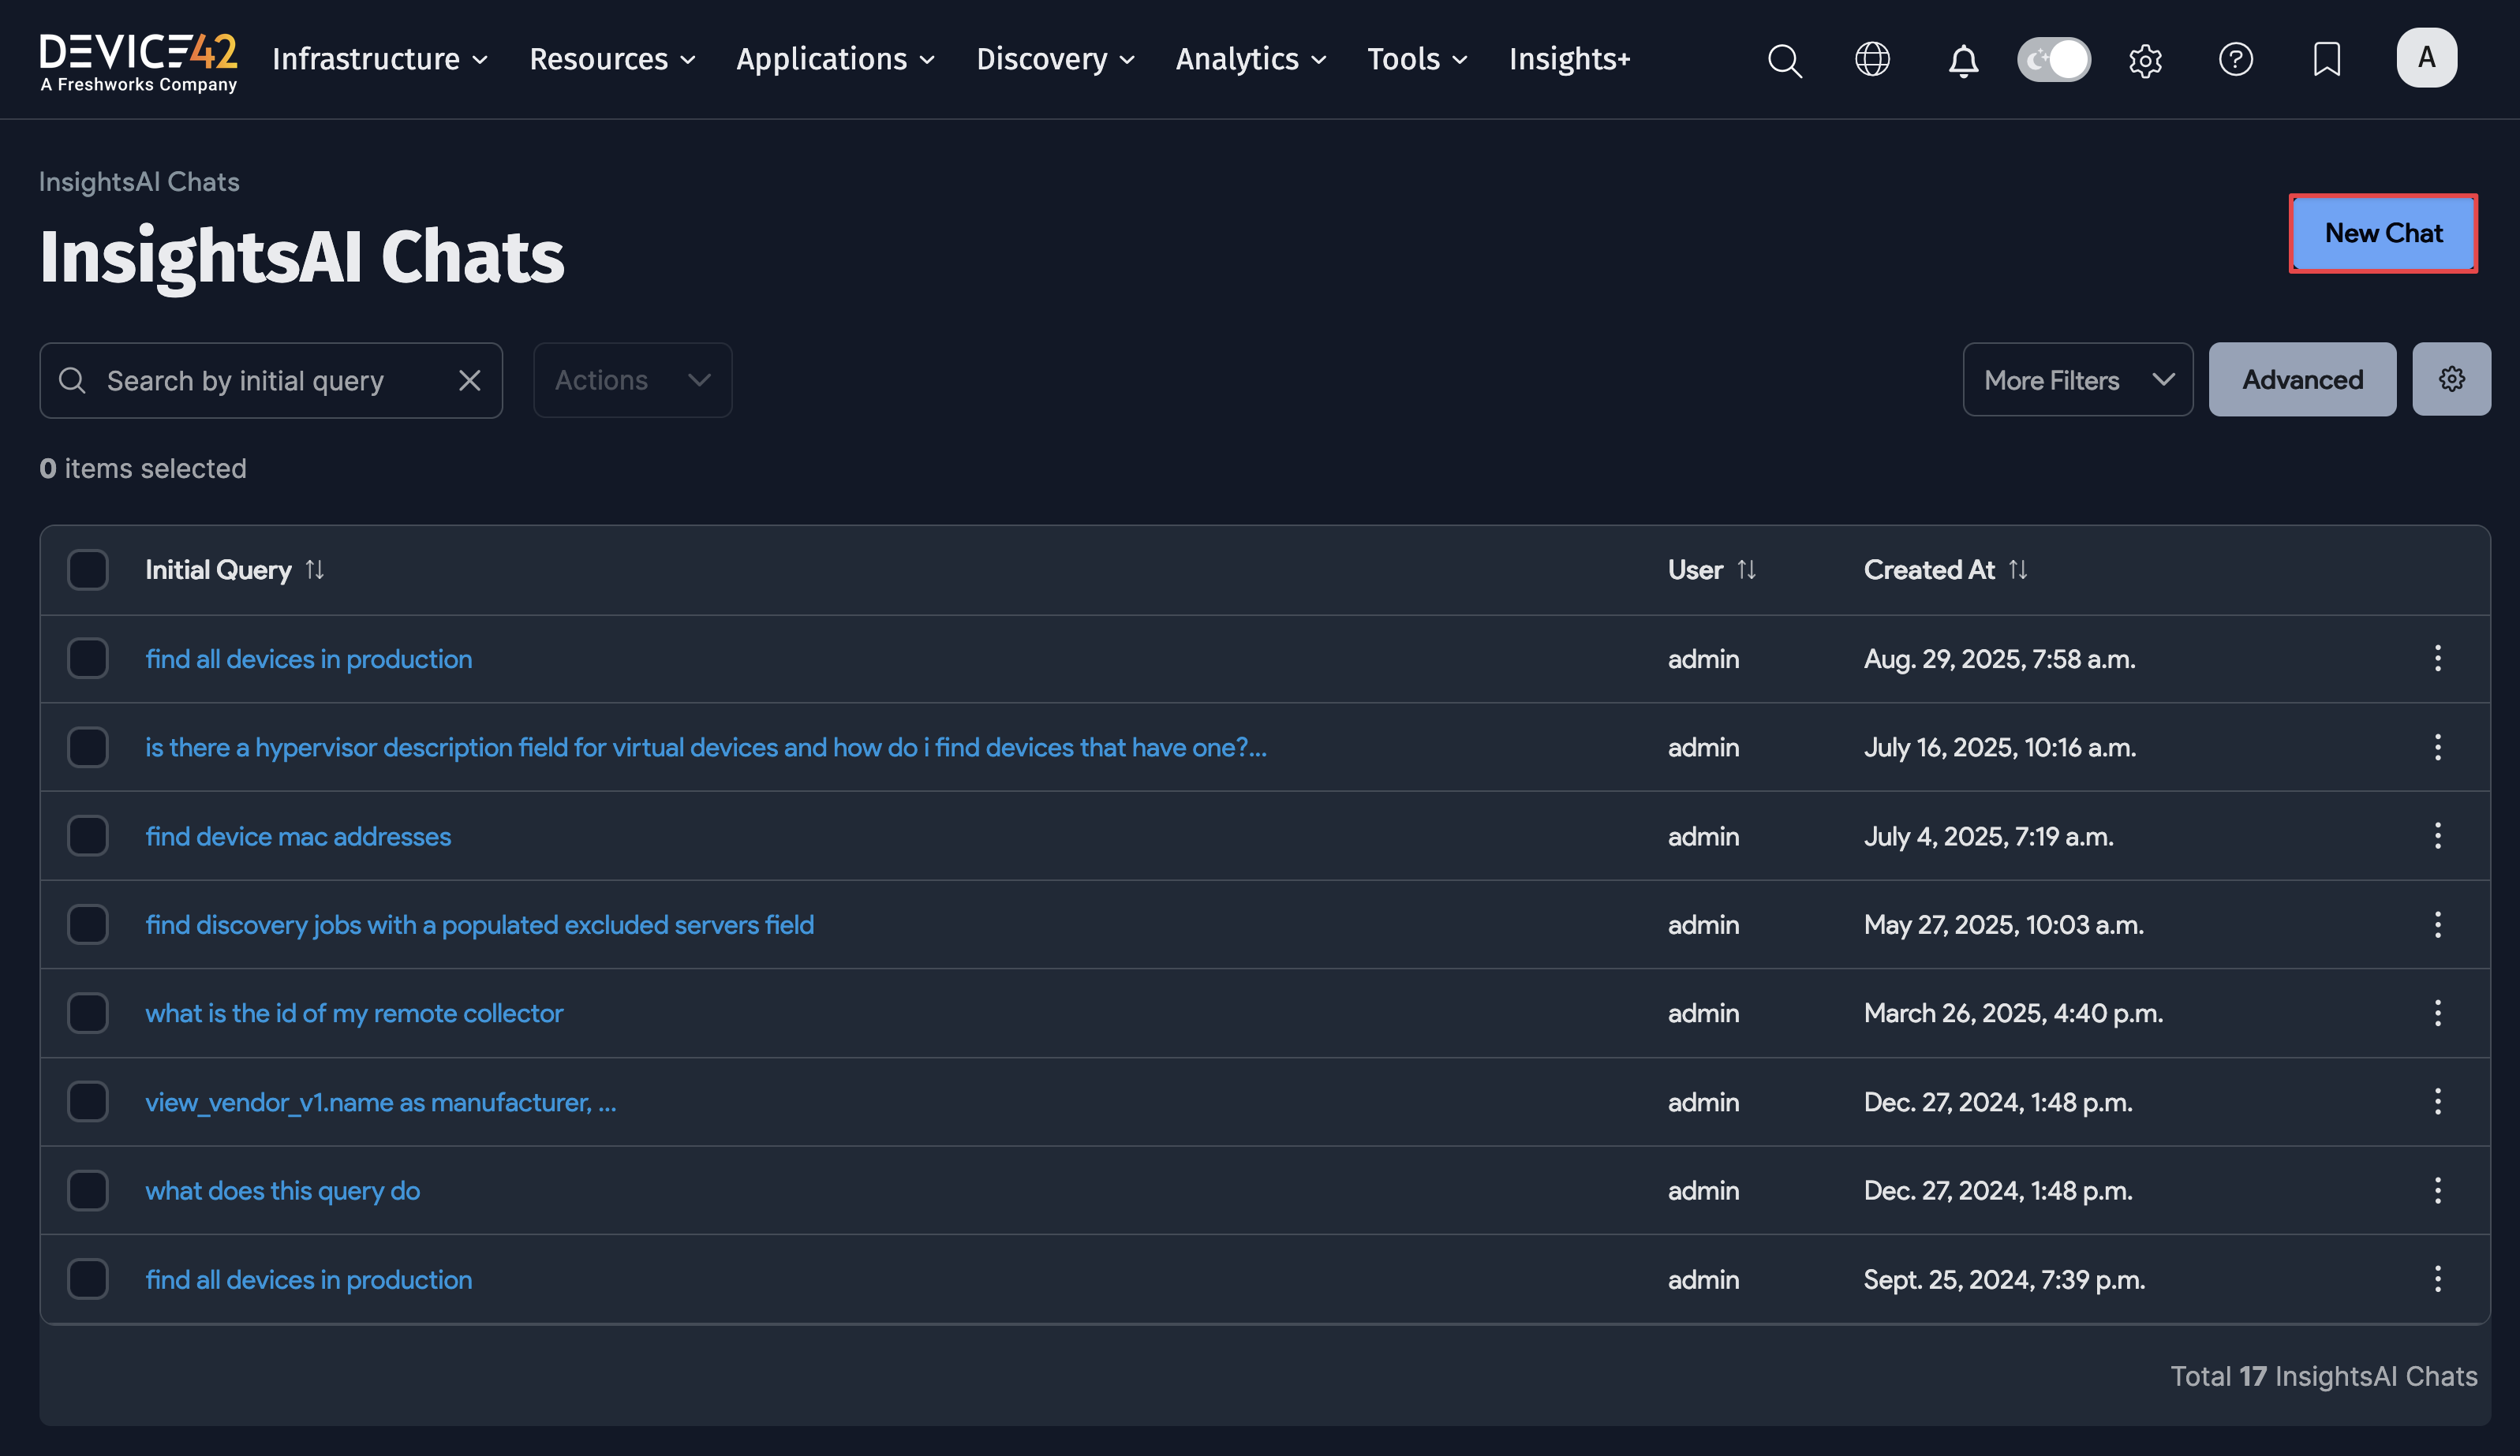 DEVICE42
A Freshworks Company
Infrastructure Resources Applications Discovery Analytics Tools Insights+ A
InsightsAI Chats
InsightsAI Chats
New Chat
Search by initial query Actions More Filters Advanced
0 items selected
Initial Query User Created At
find all devices in production admin Aug. 29, 2025, 7:58 a.m.
is there a hypervisor description field for virtual devices and how do i find devices that have one?... admin July 16, 2025, 10:16 a.m.
find device mac addresses admin July 4, 2025, 7:19 a.m.
find discovery jobs with a populated excluded servers field admin May 27, 2025, 10:03 a.m.
what is the id of my remote collector admin March 26, 2025, 4:40 p.m.
view_vendor_v1.name as manufacturer, ... admin Dec. 27, 2024, 1:48 p.m.
what does this query do admin Dec. 27, 2024, 1:48 p.m.
find all devices in production admin Sept. 25, 2024, 7:39 p.m.
Total 17 InsightsAI Chats